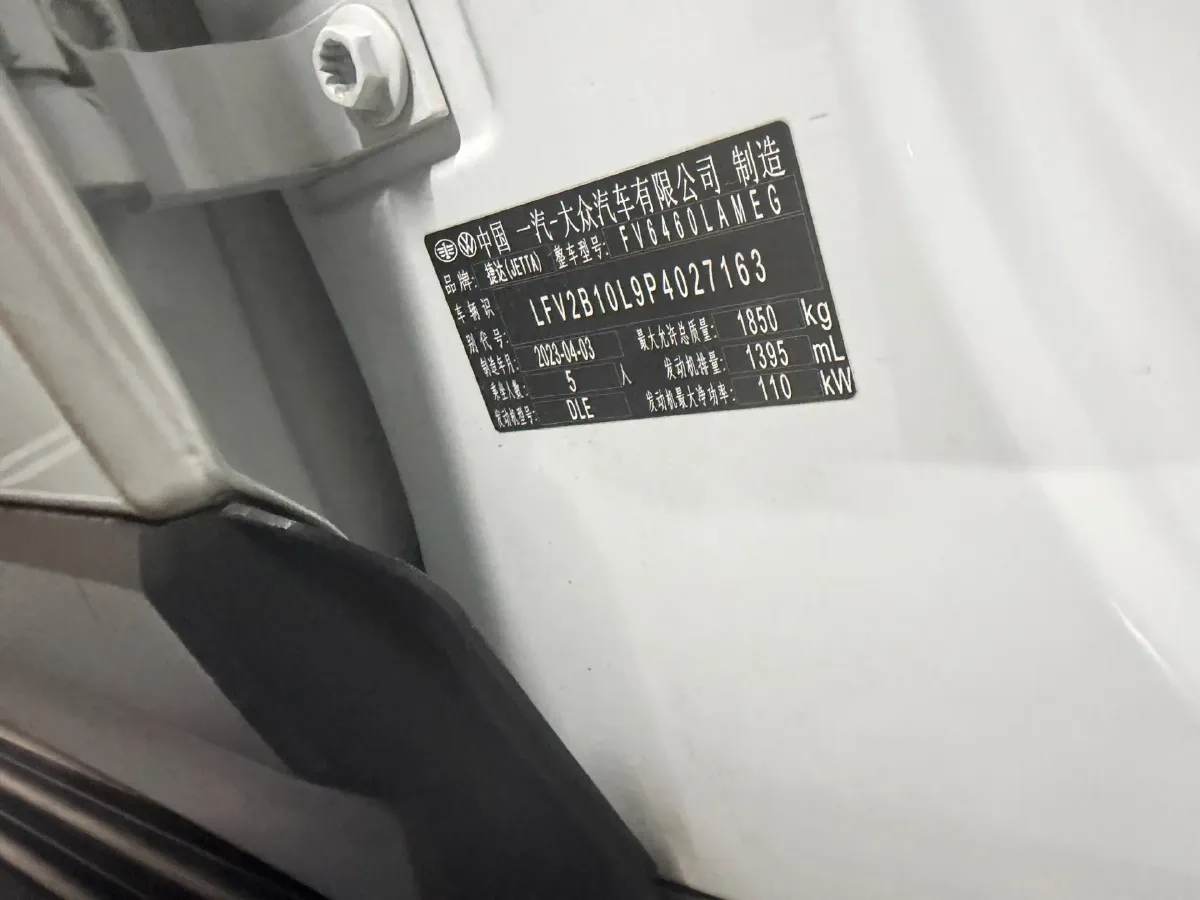 中国 一汽-大众汽车有限公司 制造
品牌: 捷达(JETTA) 整车型号: FV6460LAMEG
车辆识别代号: LFV2B10L9P4027163
制造年月: 2023-04-03 最大允许总质量: 1850 kg
乘坐人数: 5 人 发动机排量: 1395 mL
发动机型号: DLE 发动机最大净功率: 110 kW